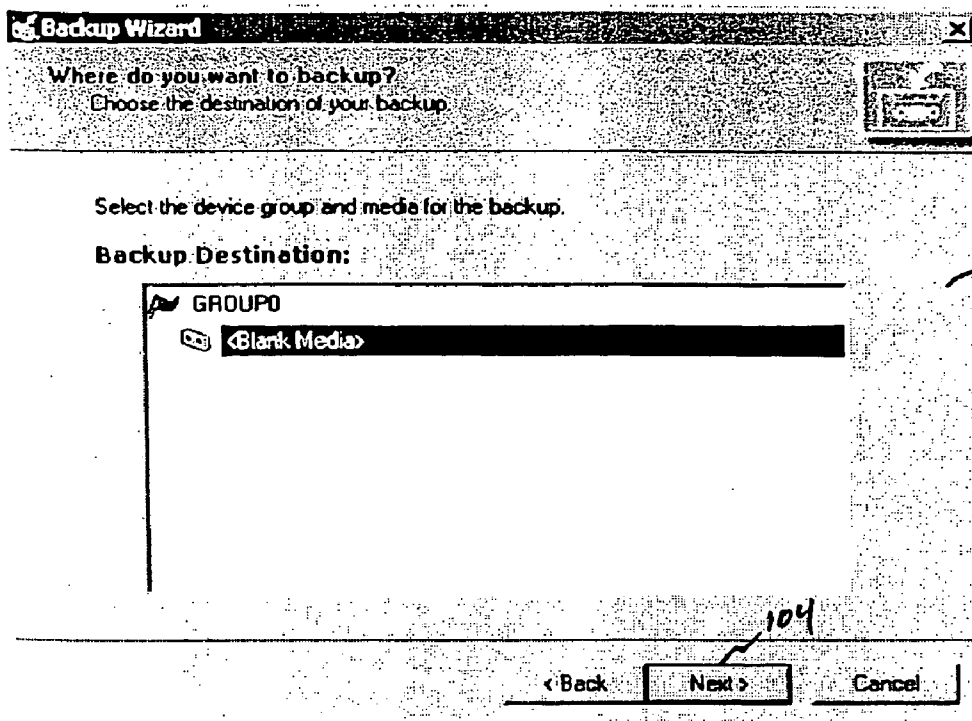 Backup Wizard
Where do you want to backup?
Choose the destination of your backup
Select the device group and media for the backup.
Backup Destination:
GROUP0
<Blank Media>
104
< Back
Next >
Cancel